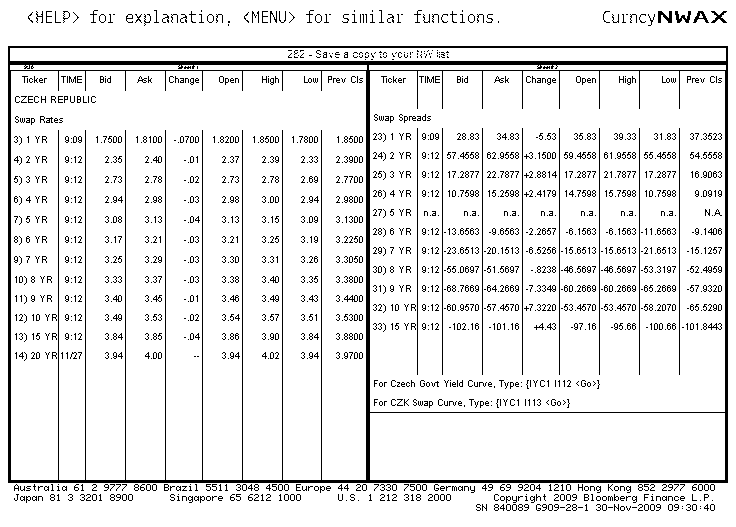 <HELP> for explanation, <MENU> for similar functions. CurncyNWAX
282 - Save a copy to your NW list
Ticker TIME Bid Ask Change Open High Low Prev Cls
CZECH REPUBLIC
Swap Rates
3) 1 YR 9:09 1.7500 1.8100 -.0700 1.8200 1.8500 1.7800 1.8500
4) 2 YR 9:12 2.35 2.40 -.01 2.37 2.39 2.33 2.3900
5) 3 YR 9:12 2.73 2.78 -.02 2.73 2.78 2.69 2.7700
6) 4 YR 9:12 2.94 2.98 -.03 2.98 3.00 2.94 2.9800
7) 5 YR 9:12 3.08 3.13 -.04 3.13 3.15 3.09 3.1300
8) 6 YR 9:12 3.17 3.21 -.03 3.21 3.25 3.19 3.2250
9) 7 YR 9:12 3.25 3.29 -.03 3.30 3.31 3.26 3.3050
10) 8 YR 9:12 3.33 3.37 -.03 3.38 3.40 3.35 3.3800
11) 9 YR 9:12 3.40 3.45 -.01 3.46 3.49 3.43 3.4400
12) 10 YR 9:12 3.49 3.53 -.02 3.54 3.57 3.51 3.5300
13) 15 YR 9:12 3.84 3.85 -.04 3.86 3.90 3.84 3.8800
14) 20 YR 11/27 3.94 4.00 -- 3.94 4.02 3.94 3.9700
Ticker TIME Bid Ask Change Open High Low Prev Cls
Swap Spreads
23) 1 YR 9:09 28.83 34.83 -5.53 35.83 39.33 31.83 37.3523
24) 2 YR 9:12 57.4558 62.9558 +3.1500 59.4558 61.9558 55.4558 54.5558
25) 3 YR 9:12 17.2877 22.7877 +2.8814 17.2877 21.7877 17.2877 16.9063
26) 4 YR 9:12 10.7598 15.2598 +2.4179 14.7598 15.7598 10.7598 9.0919
27) 5 YR n.a. n.a. n.a. n.a. n.a. n.a. n.a. N.A.
28) 6 YR 9:12 -13.6563 -9.6563 -2.2657 -6.1563 -6.1563 -11.6563 -9.1406
29) 7 YR 9:12 -23.6513 -20.1513 -6.5256 -15.6513 -15.6513 -21.6513 -15.1257
30) 8 YR 9:12 -55.0697 -51.5697 -.8238 -46.5697 -46.5697 -53.3197 -52.4959
31) 9 YR 9:12 -68.7669 -64.2669 -7.3349 -60.2669 -60.2669 -65.2669 -57.9320
32) 10 YR 9:12 -60.9570 -57.4570 +7.3220 -53.4570 -53.4570 -58.2070 -65.5290
33) 15 YR 9:12 -102.16 -101.16 +4.43 -97.16 -95.66 -100.66 -101.8443
For Czech Govt Yield Curve, Type: {IYC1 I112 <Go>}
For CZK Swap Curve, Type: {IYC1 I113 <Go>}
Australia 61 2 9777 8600 Brazil 5511 3048 4500 Europe 44 20 7330 7500 Germany 49 69 9204 1210 Hong Kong 852 2977 6000
Japan 81 3 3201 8900 Singapore 65 6212 1000 U.S. 1 212 318 2000 Copyright 2009 Bloomberg Finance L.P.
SN 840089 G909-28-1 30-Nov-2009 09:30:40